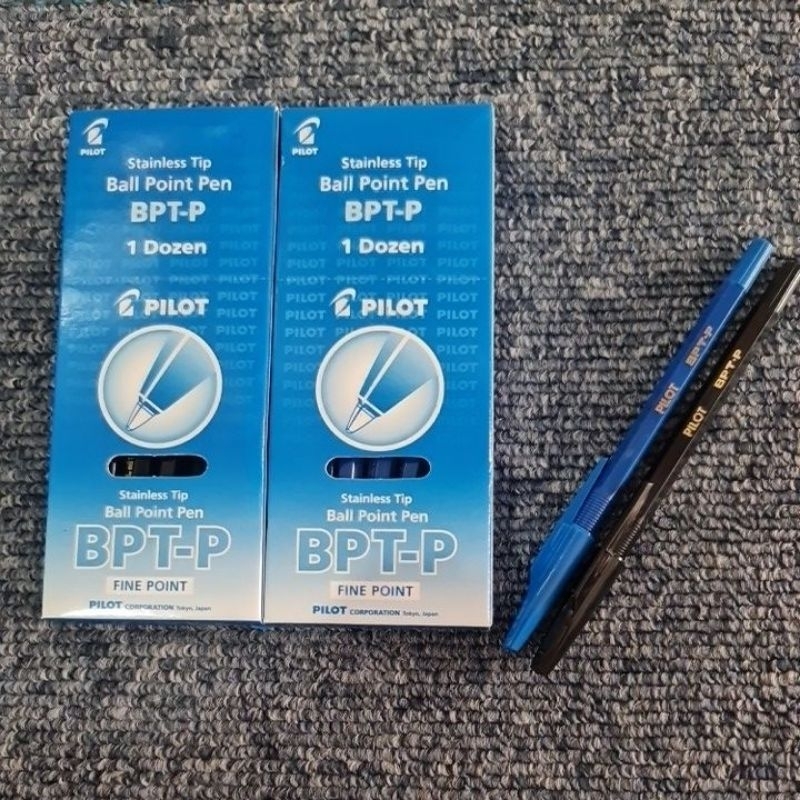 PILOT
Stainless Tip
Ball Point Pen
BPT-P
1 Dozen
PILOT
Stainless Tip
Ball Point Pen
BPT-P
FINE POINT
PILOT CORPORATION Tokyo, Japan
PILOT
Stainless Tip
Ball Point Pen
BPT-P
1 Dozen
PILOT
Stainless Tip
Ball Point Pen
BPT-P
FINE POINT
PILOT CORPORATION Tokyo, Japan
PILOT BPT-P
PILOT BPT-P